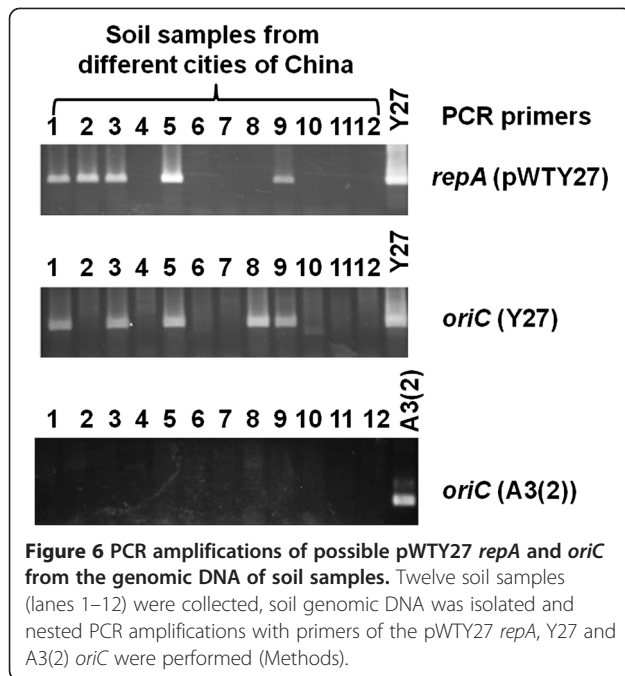 Soil samples from
different cities of China
1 2 3 4 5 6 7 8 9 10 1112 Y27 PCR primers
repA (pWTY27)
1 2 3 4 5 6 7 8 9 10 1112 Y27
oriC (Y27)
1 2 3 4 5 6 7 8 9 10 11 12 A3(2)
oriC (A3(2))
Figure 6 PCR amplifications of possible pWTY27 repA and oriC
from the genomic DNA of soil samples. Twelve soil samples
(lanes 1–12) were collected, soil genomic DNA was isolated and
nested PCR amplifications with primers of the pWTY27 repA, Y27 and
A3(2) oriC were performed (Methods).